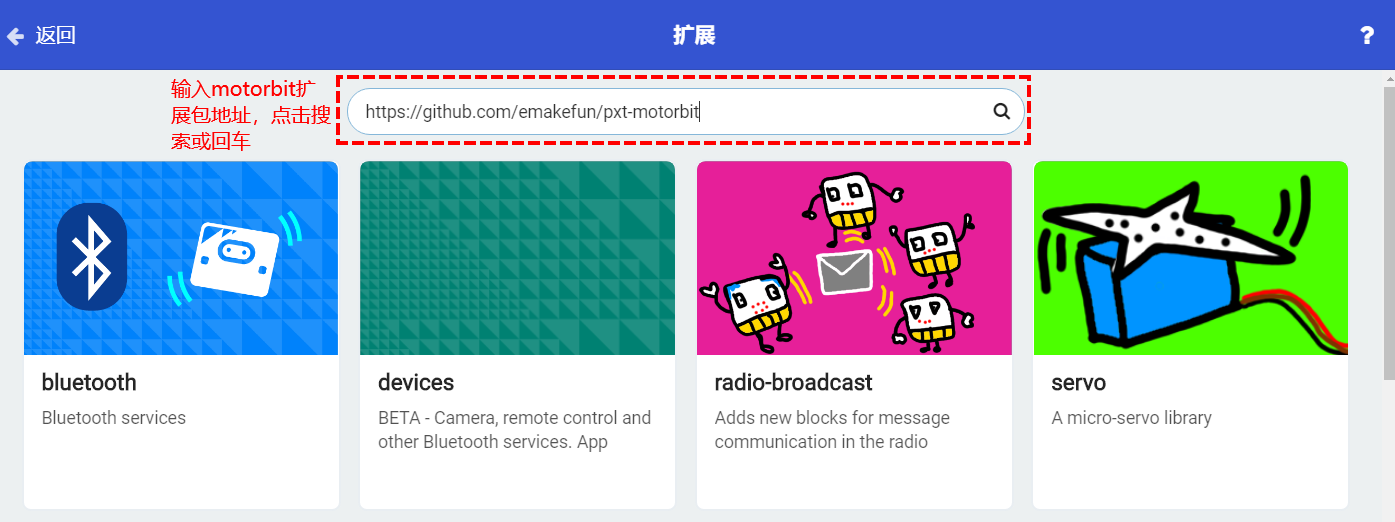 返回
扩展
?
输入motorbit扩
展包地址，点击搜
索或回车
https://github.com/emakefun/pxt-motorbit
bluetooth
Bluetooth services
devices
BETA - Camera, remote control and
other Bluetooth services. App
radio-broadcast
Adds new blocks for message
communication in the radio
servo
A micro-servo library